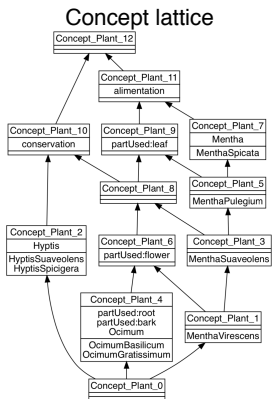 Concept lattice
Concept_Plant_12
Concept_Plant_11
alimentation
Concept_Plant_10
conservation
Concept_Plant_9
partUsed:leaf
Concept_Plant_7
Mentha
MenthaSpicata
Concept_Plant_8
Concept_Plant_5
MenthaPulegium
Concept_Plant_2
Hyptis
HyptisSuaveolens
HyptisSpicigera
Concept_Plant_6
partUsed:flower
Concept_Plant_3
MenthaSuaveolens
Concept_Plant_4
partUsed:root
partUsed:bark
Ocimum
OcimumBasilicum
OcimumGratissimum
Concept_Plant_1
MenthaVirescens
Concept_Plant_0